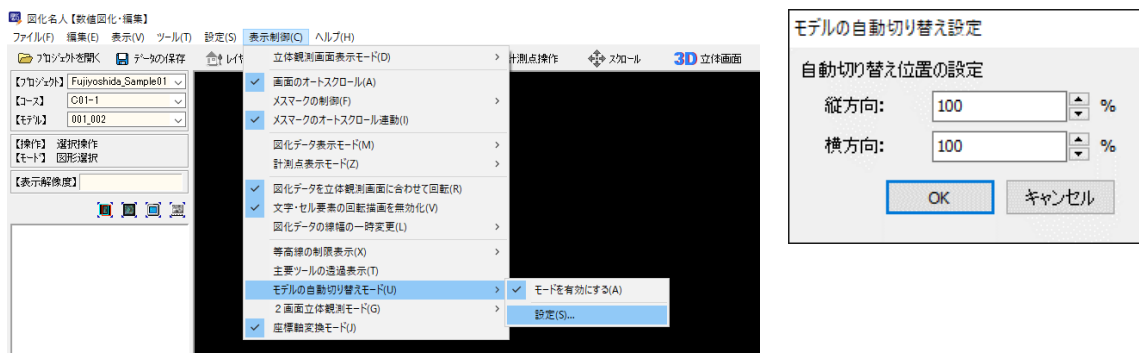 図化名人【数値図化・編集】
ファイル(F) 編集(E) 表示(V) ツール(T) 設定(S) 表示制御(C) ヘルプ(H)
プロジェクトを開く データの保存 計測点操作 スクロール 3D 立体画面
【プロジェクト】 Fujiyoshida_Sample01
【コース】 C01-1
【モデル】 001_002
【操作】 選択操作
【モード】 図形選択
【表示解像度】
立体観測画面表示モード(D)
画面のオートスクロール(A)
メスマークの制御(F)
メスマークのオートスクロール連動(I)
図化データ表示モード(M)
計測点表示モード(Z)
図化データを立体観測画面に合わせて回転(R)
文字・セル要素の回転描画を無効化(V)
図化データの線幅の一時変更(L)
等高線の制限表示(X)
主要ツールの透過表示(T)
モデルの自動切り替えモード(U)
２画面立体観測モード(G)
座標軸変換モード(J)
モードを有効にする(A)
設定(S)...
モデルの自動切り替え設定
自動切り替え位置の設定
縦方向: 100 %
横方向: 100 %
OK キャンセル